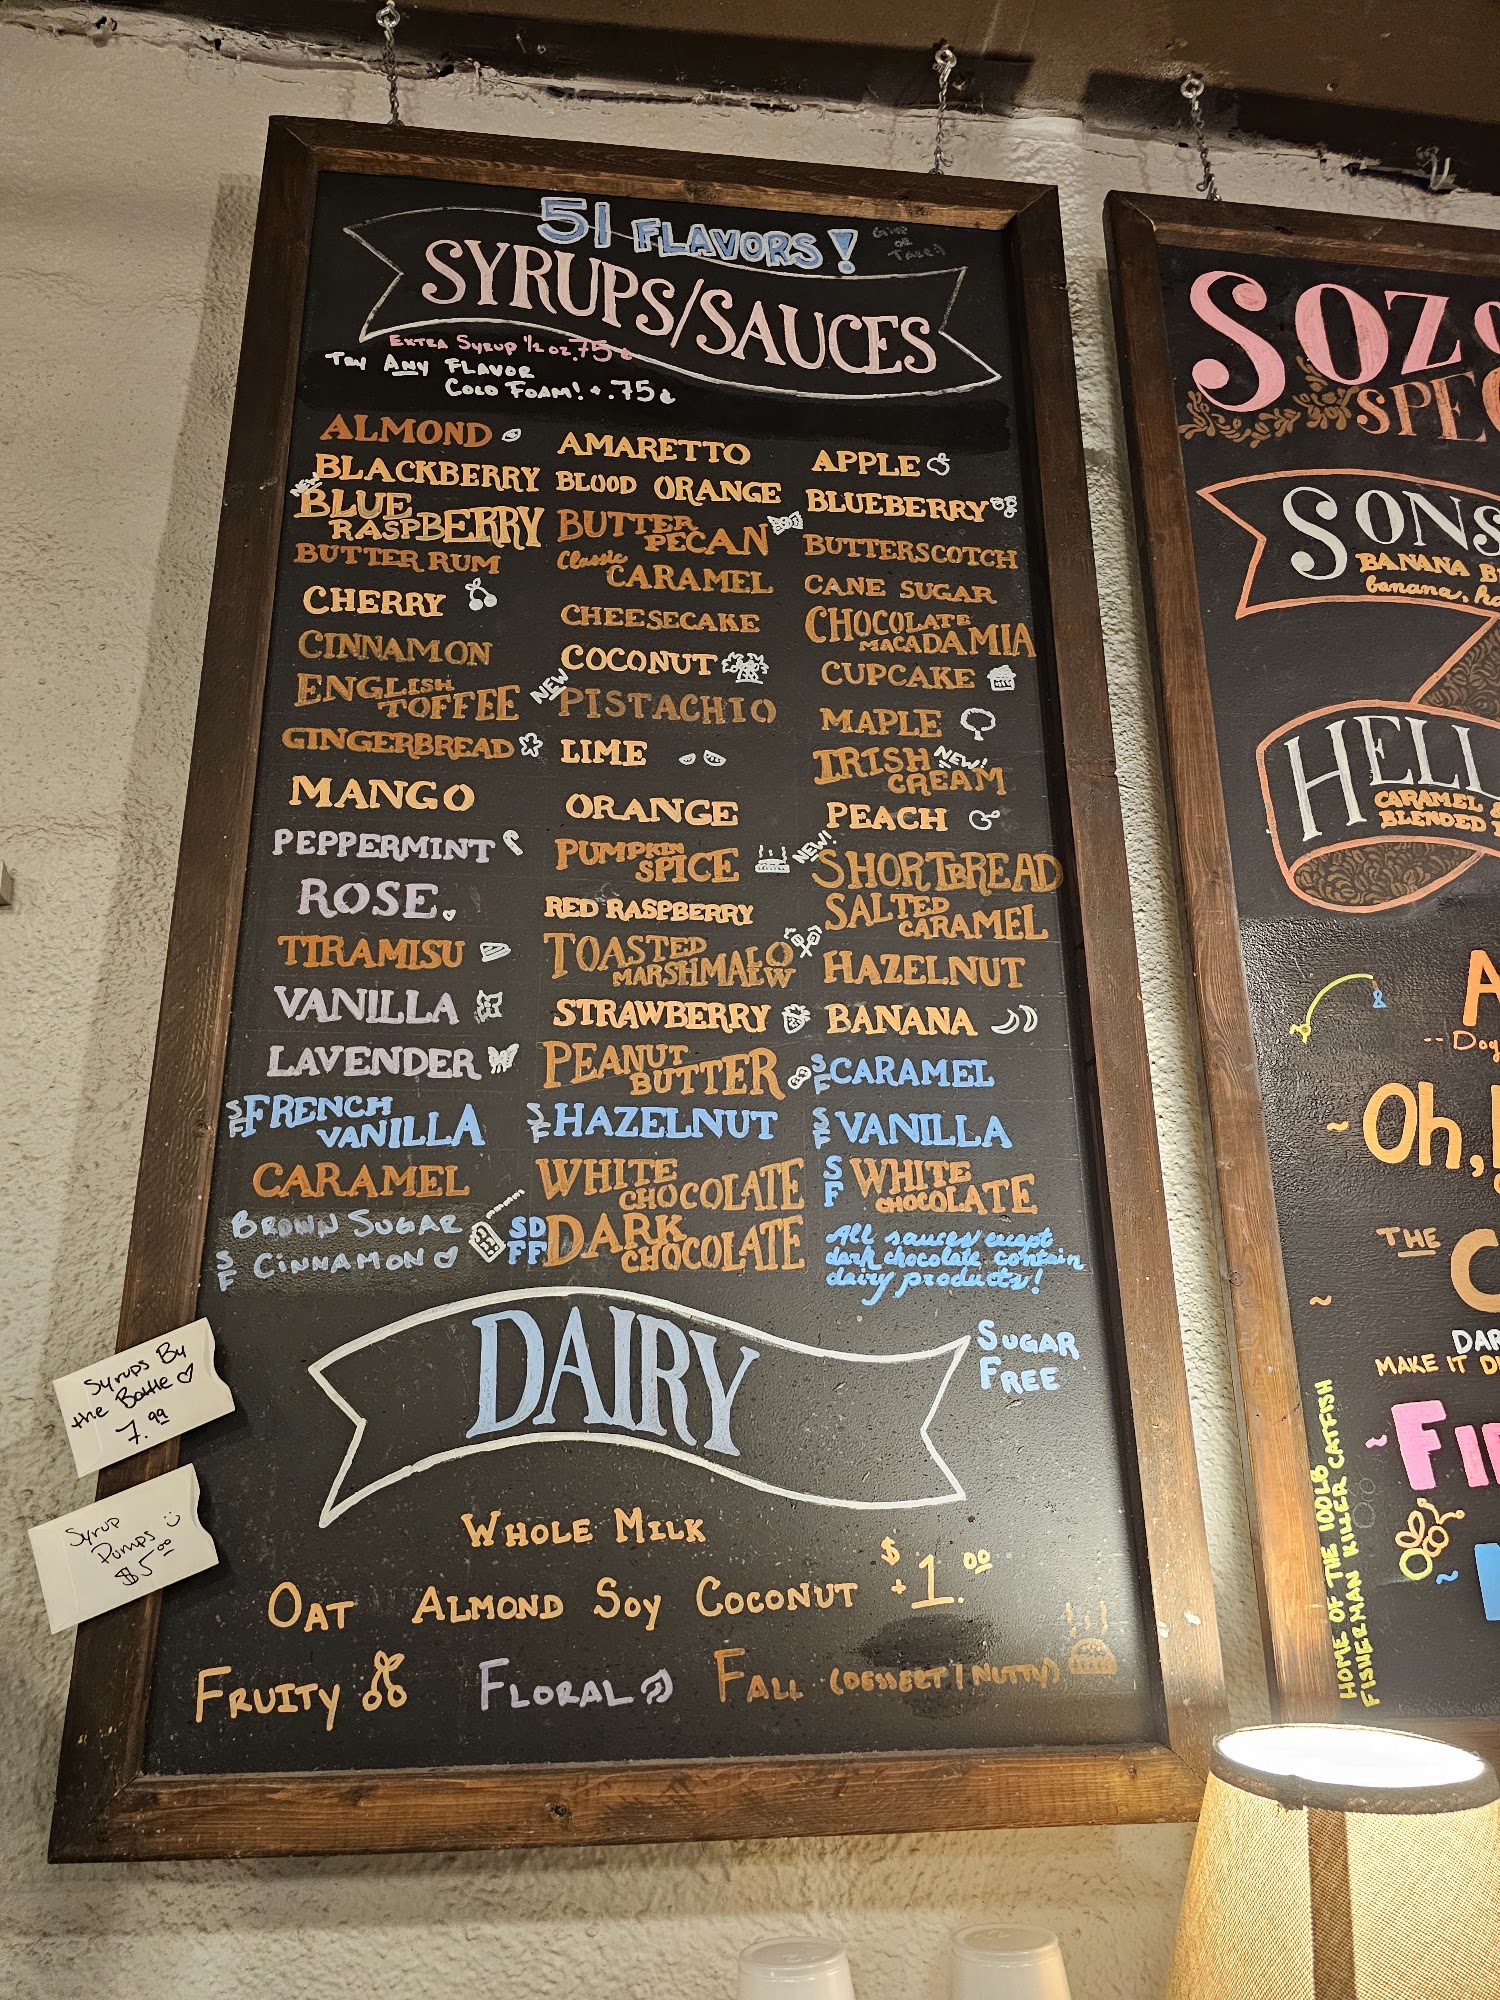 51 FLAVORS!
SYRUPS/SAUCES
EXTRA SYRUP 1/2 OZ .75¢
TRY ANY FLAVOR
COLD FOAM! +.75¢
ALMOND AMARETTO APPLE
BLACKBERRY BLOOD ORANGE BLUEBERRY
NEW BLUE RASPBERRY BUTTER PECAN BUTTERSCOTCH
BUTTER RUM Classic CARAMEL CANE SUGAR
CHERRY CHEESECAKE CHOCOLATE MACADAMIA
CINNAMON COCONUT CUPCAKE
ENGLISH TOFFEE NEW PISTACHIO MAPLE
GINGERBREAD LIME IRISH CREAM NEW!
MANGO ORANGE PEACH
PEPPERMINT PUMPKIN SPICE NEW! SHORTBREAD
ROSE RED RASPBERRY SALTED CARAMEL
TIRAMISU TOASTED MARSHMALOW HAZELNUT
VANILLA STRAWBERRY BANANA
LAVENDER PEANUT BUTTER SF CARAMEL
SF FRENCH VANILLA SF HAZELNUT SF VANILLA
CARAMEL WHITE CHOCOLATE SF WHITE CHOCOLATE
BROWN SUGAR
SF CINNAMON SD FF DARK CHOCOLATE
All sauces except
dark chocolate contain
dairy products!
DAIRY
SUGAR
FREE
WHOLE MILK
OAT ALMOND SOY COCONUT +$1.00
FRUITY FLORAL FALL (DESSERT/NUTTY)
Syrups By
the Bottle
7.99
Syrup
Pumps
$5.00
SOZO
SPEC
SONS
BANANA B
banana, ha
HELL
CARAMEL &
BLENDED
A
-- Dog
~ Oh,
THE
C
~
DAR
MAKE IT D
~ FI
~
HOME OF THE 100LB
FISHERMAN KILLER CATFISH